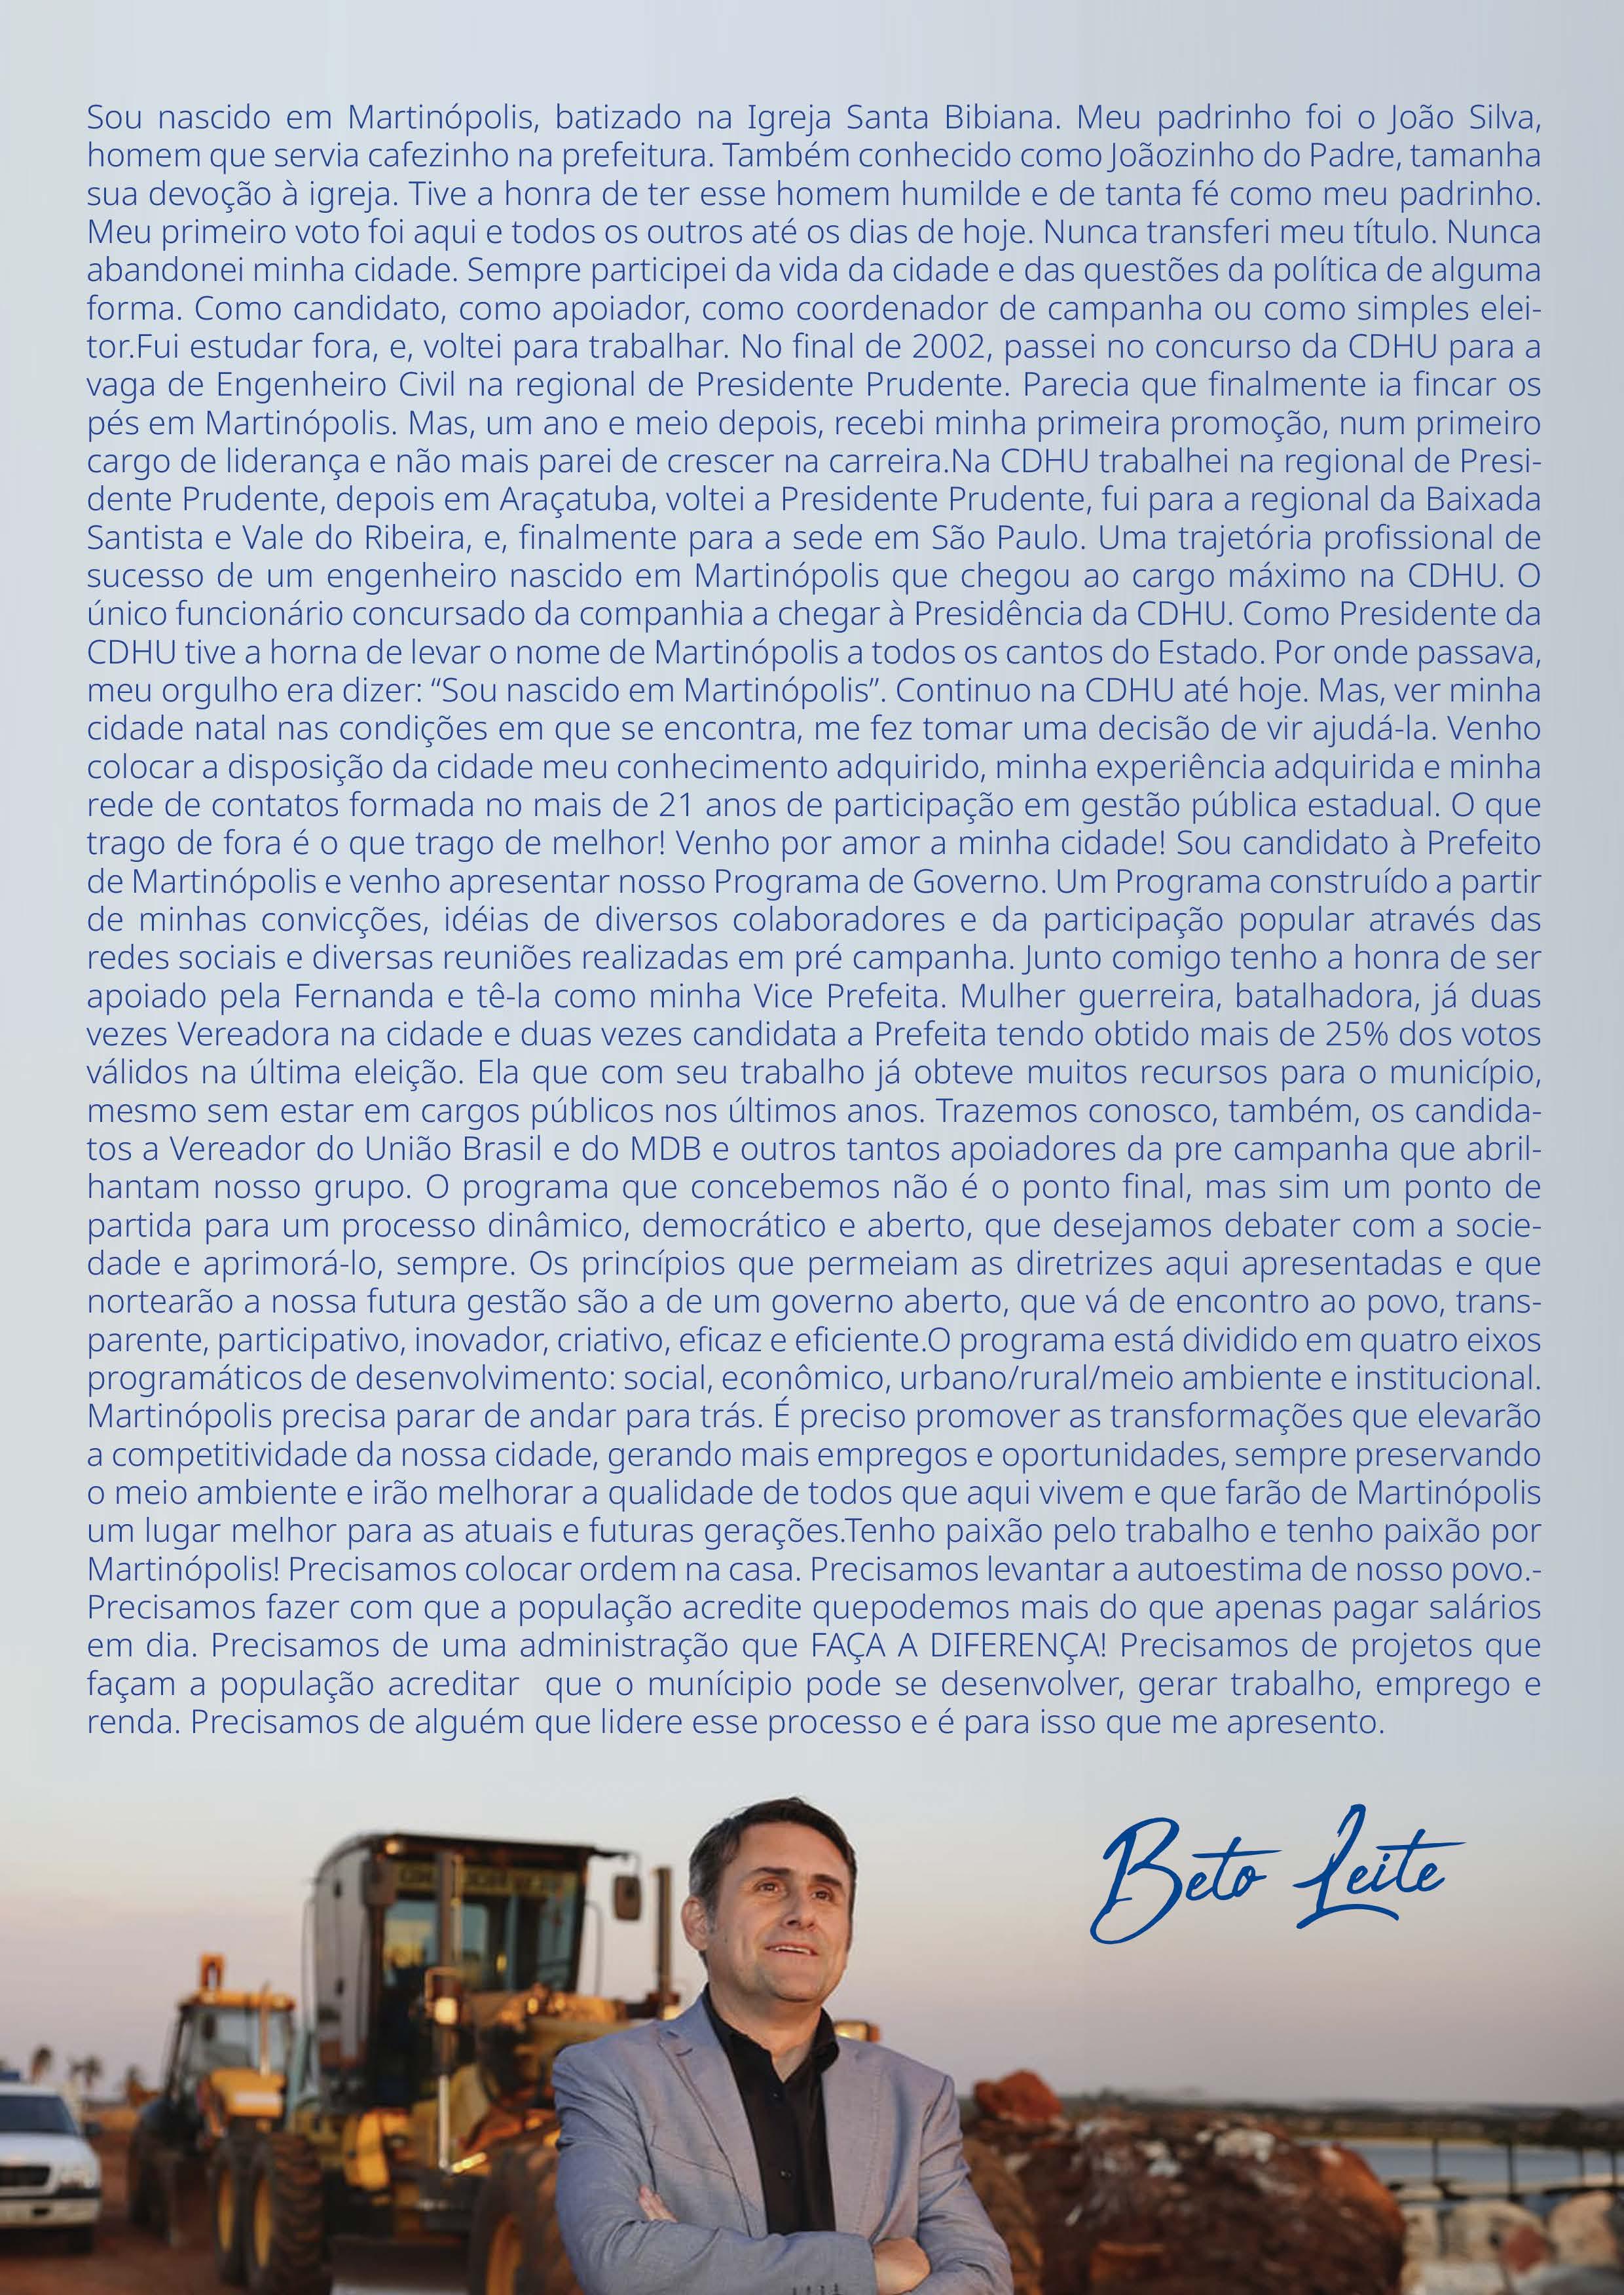 Sou nascido em Martinópolis, batizado na Igreja Santa Bibiana. Meu padrinho foi o João Silva,
homem que servia cafezinho na prefeitura. Também conhecido como Joãozinho do Padre, tamanha
sua devoção à igreja. Tive a honra de ter esse homem humilde e de tanta fé como meu padrinho.
Meu primeiro voto foi aqui e todos os outros até os dias de hoje. Nunca transferi meu título. Nunca
abandonei minha cidade. Sempre participei da vida da cidade e das questões da política de alguma
forma. Como candidato, como apoiador, como coordenador de campanha ou como simples elei-
tor.Fui estudar fora, e, voltei para trabalhar. No final de 2002, passei no concurso da CDHU para a
vaga de Engenheiro Civil na regional de Presidente Prudente. Parecia que finalmente ia fincar os
pés em Martinópolis. Mas, um ano e meio depois, recebi minha primeira promoção, num primeiro
cargo de liderança e não mais parei de crescer na carreira.Na CDHU trabalhei na regional de Presi-
dente Prudente, depois em Araçatuba, voltei a Presidente Prudente, fui para a regional da Baixada
Santista e Vale do Ribeira, e, finalmente para a sede em São Paulo. Uma trajetória profissional de
sucesso de um engenheiro nascido em Martinópolis que chegou ao cargo máximo na CDHU. O
único funcionário concursado da companhia a chegar à Presidência da CDHU. Como Presidente da
CDHU tive a horna de levar o nome de Martinópolis a todos os cantos do Estado. Por onde passava,
meu orgulho era dizer: “Sou nascido em Martinópolis”. Continuo na CDHU até hoje. Mas, ver minha
cidade natal nas condições em que se encontra, me fez tomar uma decisão de vir ajudá-la. Venho
colocar a disposição da cidade meu conhecimento adquirido, minha experiência adquirida e minha
rede de contatos formada no mais de 21 anos de participação em gestão pública estadual. O que
trago de fora é o que trago de melhor! Venho por amor a minha cidade! Sou candidato à Prefeito
de Martinópolis e venho apresentar nosso Programa de Governo. Um Programa construído a partir
de minhas convicções, idéias de diversos colaboradores e da participação popular através das
redes sociais e diversas reuniões realizadas em pré campanha. Junto comigo tenho a honra de ser
apoiado pela Fernanda e tê-la como minha Vice Prefeita. Mulher guerreira, batalhadora, já duas
vezes Vereadora na cidade e duas vezes candidata a Prefeita tendo obtido mais de 25% dos votos
válidos na última eleição. Ela que com seu trabalho já obteve muitos recursos para o município,
mesmo sem estar em cargos públicos nos últimos anos. Trazemos conosco, também, os candida-
tos a Vereador do União Brasil e do MDB e outros tantos apoiadores da pre campanha que abril-
hantam nosso grupo. O programa que concebemos não é o ponto final, mas sim um ponto de
partida para um processo dinâmico, democrático e aberto, que desejamos debater com a socie-
dade e aprimorá-lo, sempre. Os princípios que permeiam as diretrizes aqui apresentadas e que
nortearão a nossa futura gestão são a de um governo aberto, que vá de encontro ao povo, trans-
parente, participativo, inovador, criativo, eficaz e eficiente.O programa está dividido em quatro eixos
programáticos de desenvolvimento: social, econômico, urbano/rural/meio ambiente e institucional.
Martinópolis precisa parar de andar para trás. É preciso promover as transformações que elevarão
a competitividade da nossa cidade, gerando mais empregos e oportunidades, sempre preservando
o meio ambiente e irão melhorar a qualidade de todos que aqui vivem e que farão de Martinópolis
um lugar melhor para as atuais e futuras gerações.Tenho paixão pelo trabalho e tenho paixão por
Martinópolis! Precisamos colocar ordem na casa. Precisamos levantar a autoestima de nosso povo.-
Precisamos fazer com que a população acredite quepodemos mais do que apenas pagar salários
em dia. Precisamos de uma administração que FAÇA A DIFERENÇA! Precisamos de projetos que
façam a população acreditar  que o munícipio pode se desenvolver, gerar trabalho, emprego e
renda. Precisamos de alguém que lidere esse processo e é para isso que me apresento.
Beto Leite